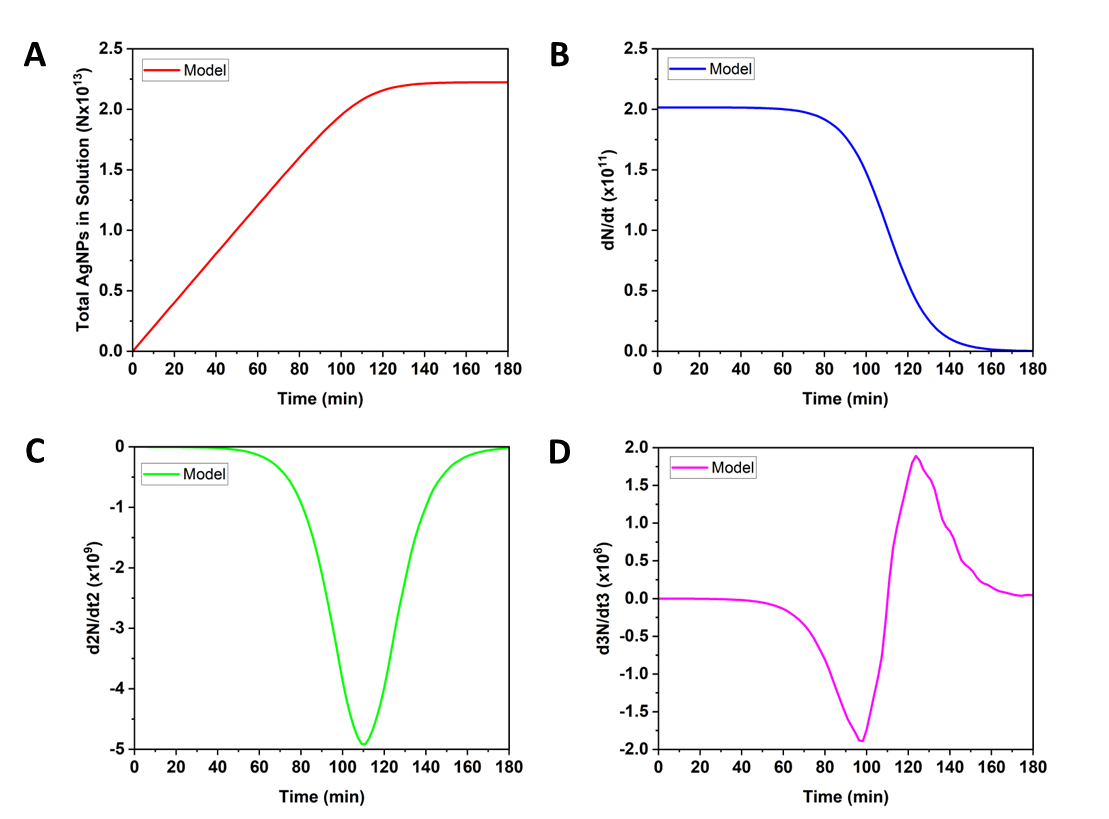 A
Total AgNPs in Solution (Nx10¹³)
2.5
2.0
1.5
1.0
0.5
0.0
Model
0 20 40 60 80 100 120 140 160 180
Time (min)
B
dN/dt (x10¹¹)
2.5
2.0
1.5
1.0
0.5
0.0
Model
0 20 40 60 80 100 120 140 160 180
Time (min)
C
d2N/dt2 (x10⁹)
0
-1
-2
-3
-4
-5
Model
0 20 40 60 80 100 120 140 160 180
Time (min)
D
d3N/dt3 (x10⁸)
2.0
1.5
1.0
0.5
0.0
-0.5
-1.0
-1.5
-2.0
Model
0 20 40 60 80 100 120 140 160 180
Time (min)